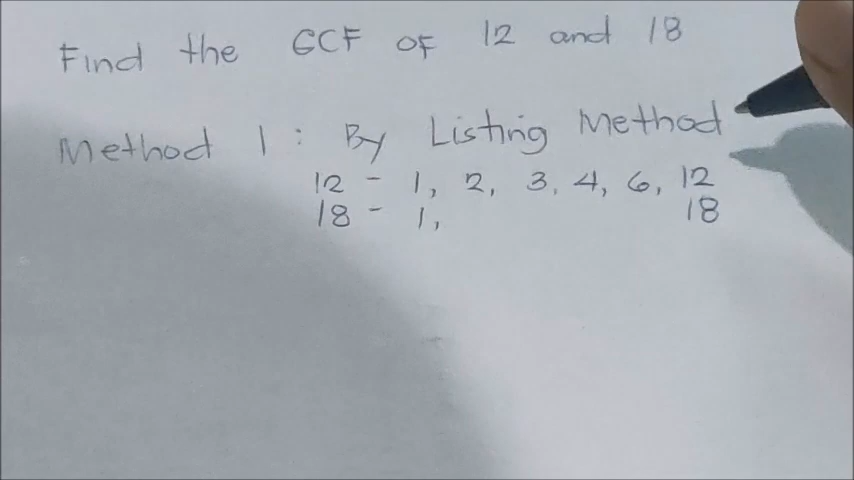 Find the GCF OF 12 and 18
Method 1: By Listing Method
12 - 1, 2, 3, 4, 6, 12
18 - 1, 18